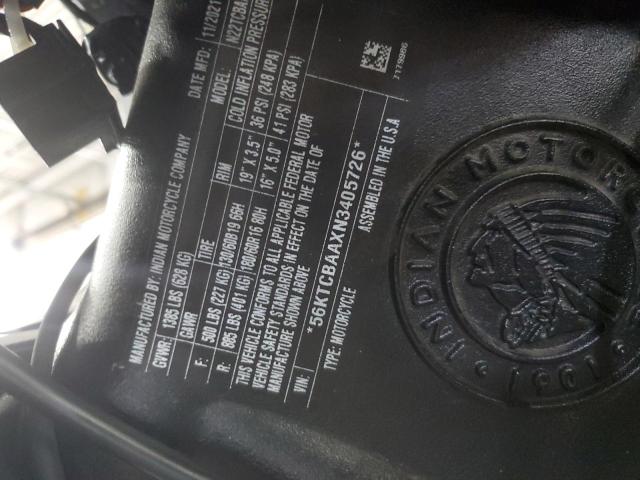 MANUFACTURED BY: INDIAN MOTORCYCLE COMPANY DATE MFD: 11/2021
GVWR: 1385 LBS (628 KG) MODEL: N22TCBA
GAWR TIRE RIM COLD INFLATION PRESSURE
F: 500 LBS (227 KG) 130/60B19 66H 19" X 3.5" 36 PSI (248 KPA)
R: 885 LBS (401 KG) 180/60R16 80H 16" X 5.0" 41 PSI (283 KPA)
THIS VEHICLE CONFORMS TO ALL APPLICABLE FEDERAL MOTOR
VEHICLE SAFETY STANDARDS IN EFFECT ON THE DATE OF
MANUFACTURE SHOWN ABOVE
VIN: *56KTCBAAXN3405726*
TYPE: MOTORCYCLE ASSEMBLED IN THE U.S.A
7179886
INDIAN MOTORC
1901